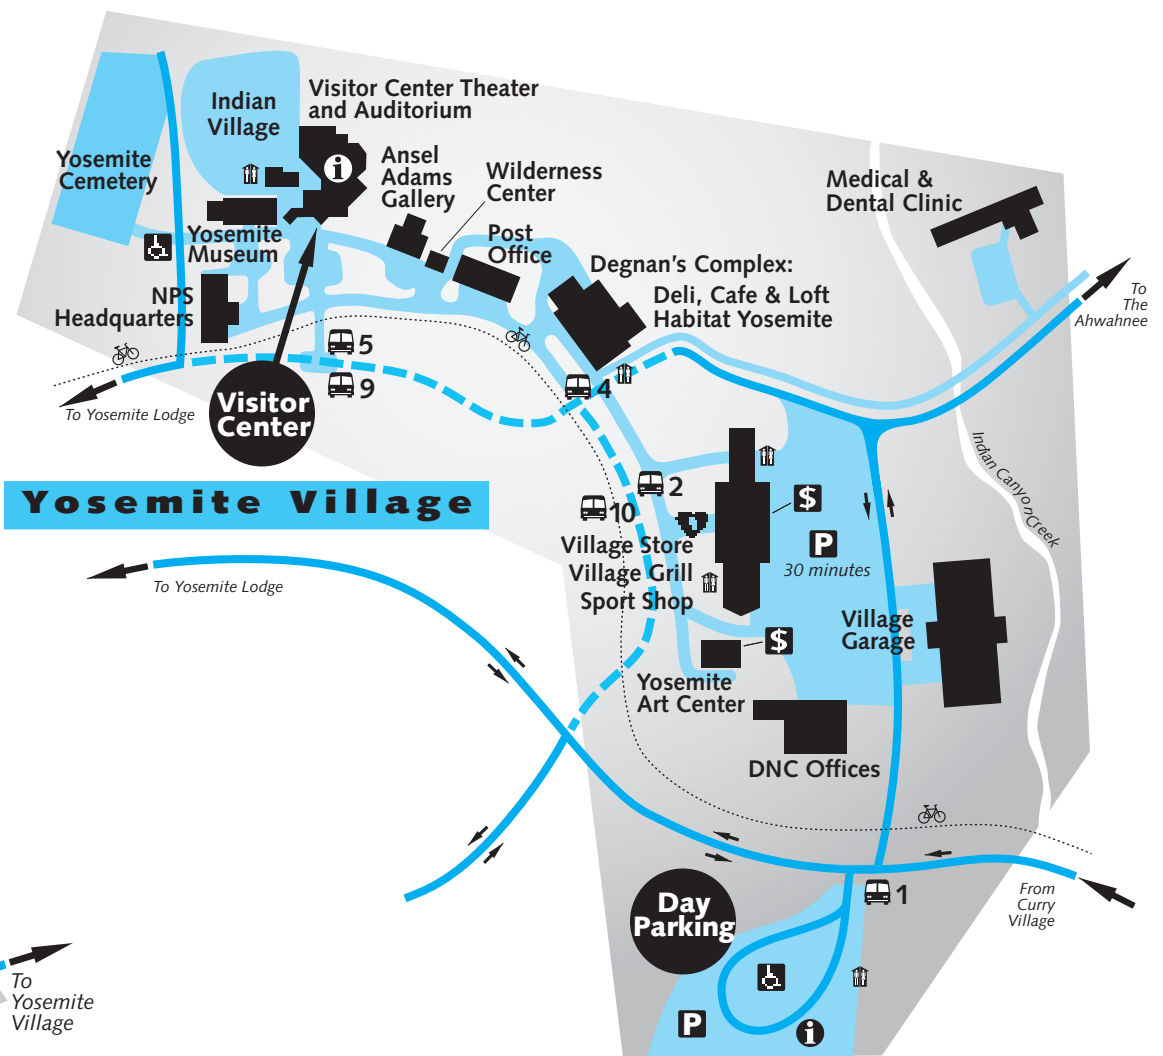 Indian
Village
Visitor Center Theater
and Auditorium
Yosemite
Cemetery
i
Ansel
Adams
Gallery
Wilderness
Center
Medical &
Dental Clinic
Yosemite
Museum
Post
Office
Degnan's Complex:
Deli, Cafe & Loft
Habitat Yosemite
NPS
Headquarters
To
The
Ahwahnee
5
9
4
To Yosemite Lodge
Visitor
Center
Yosemite Village
2
10
$
P
30 minutes
Indian Canyon Creek
Village Store
Village Grill
Sport Shop
To Yosemite Lodge
Village
Garage
$
Yosemite
Art Center
DNC Offices
Day
Parking
1
From
Curry
Village
P
i
To
Yosemite
Village